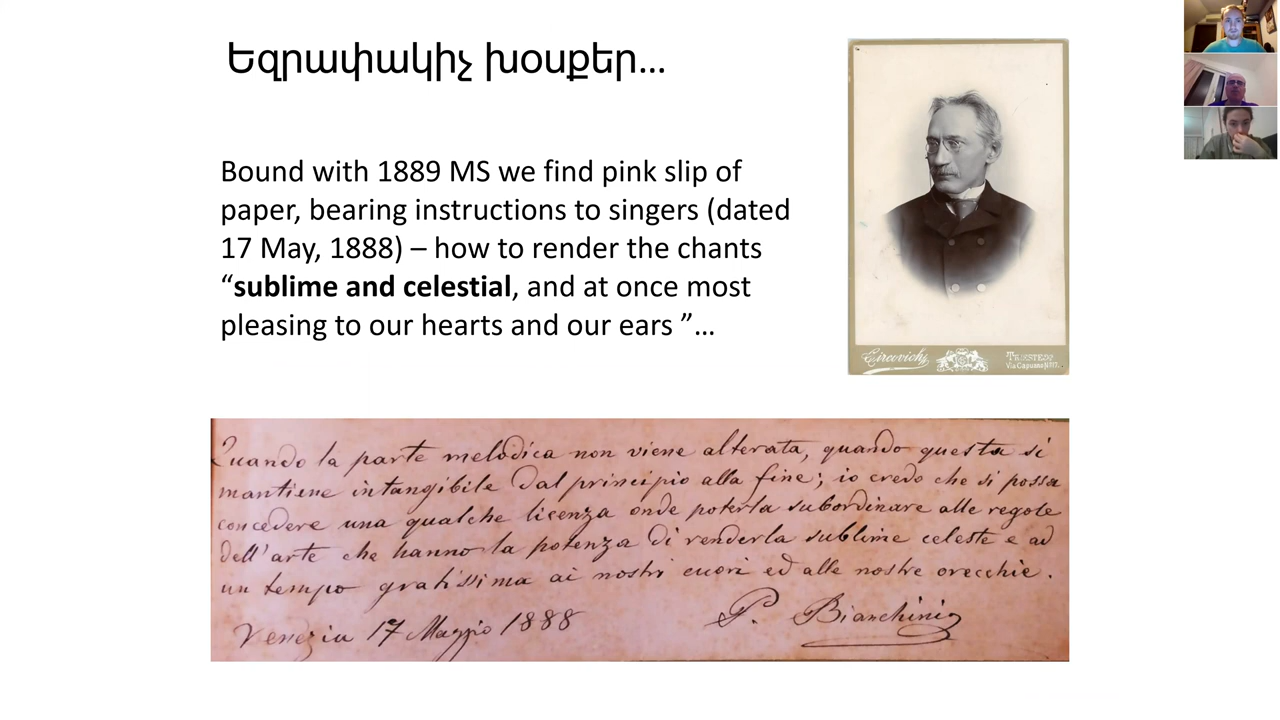 Եզրափակիչ խօսքեր…
Bound with 1889 MS we find pink slip of
paper, bearing instructions to singers (dated
17 May, 1888) – how to render the chants
“sublime and celestial, and at once most
pleasing to our hearts and our ears ”…
Circovich
TRIESTE
Via Cavana
Quando la parte melodica non viene alterata, quando questa si
mantiene intangibile dal principio alla fine; io credo che si possa
concedere una qualche licenza onde poterla subordinare alle regole
dell'arte che hanno la potenza di renderla sublime celeste e ad
un tempo gratissima ai nostri cuori ed alle nostre orecchie.
Venezia 17 Maggio 1888
P. Bianchini